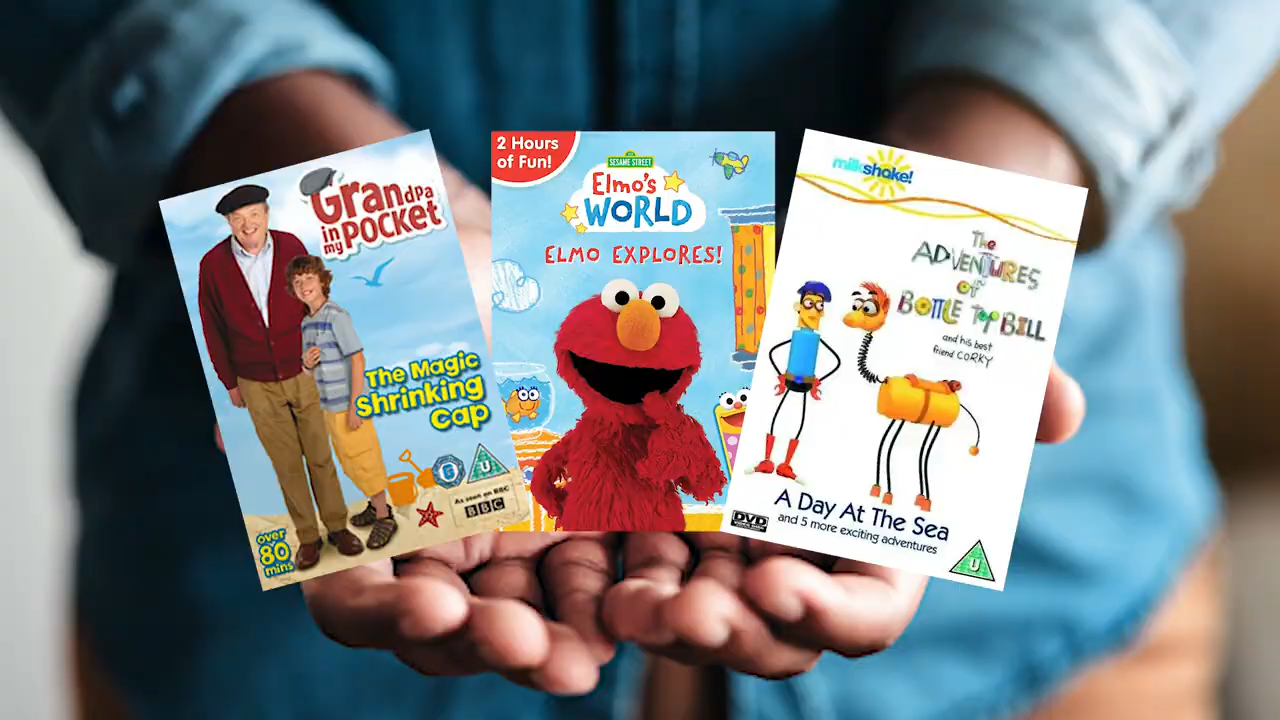 Grandpa
in my POCKET
The Magic
Shrinking
Cap
U
As seen on BBC
BBC
over
80
mins
2 Hours
of Fun!
SESAME STREET
Elmo's
WORLD
ELMO EXPLORES!
milkshake!
The
ADVENTURES
of
BOTTLE TOP BILL
and his best
friend CORKY
A Day At The Sea
and 5 more exciting adventures
DVD
U